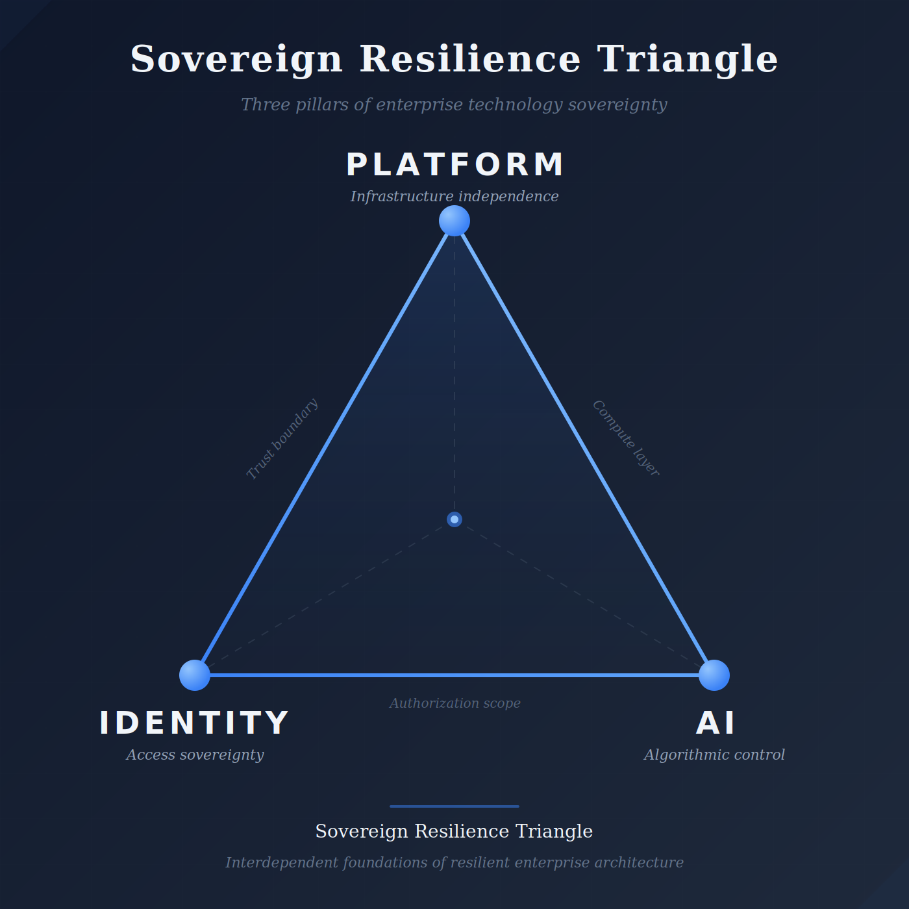 Sovereign Resilience Triangle
Three pillars of enterprise technology sovereignty
PLATFORM
Infrastructure independence
Trust boundary
Compute layer
Authorization scope
IDENTITY
Access sovereignty
AI
Algorithmic control
Sovereign Resilience Triangle
Interdependent foundations of resilient enterprise architecture